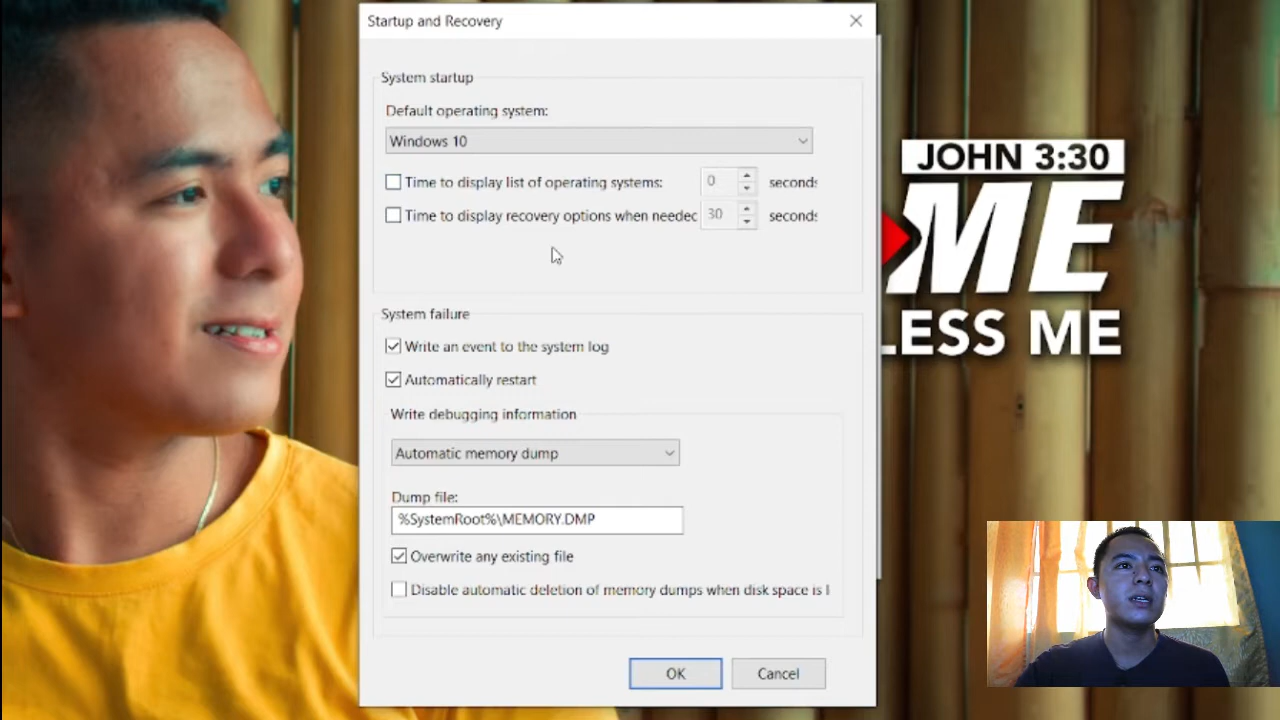 Startup and Recovery
System startup
Default operating system:
Windows 10
Time to display list of operating systems: 0 seconds
Time to display recovery options when needed 30 seconds
System failure
Write an event to the system log
Automatically restart
Write debugging information
Automatic memory dump
Dump file:
%SystemRoot%\MEMORY.DMP
Overwrite any existing file
Disable automatic deletion of memory dumps when disk space is l
OK Cancel
JOHN 3:30
ME
LESS ME